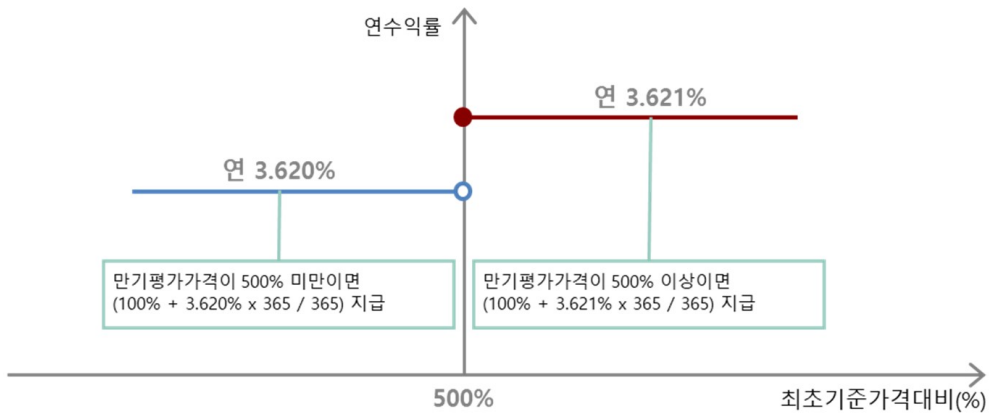 연수익률
연 3.621%
연 3.620%
만기평가가격이 500% 미만이면
(100% + 3.620% x 365 / 365) 지급
만기평가가격이 500% 이상이면
(100% + 3.621% x 365 / 365) 지급
500%
최초기준가격대비(%)